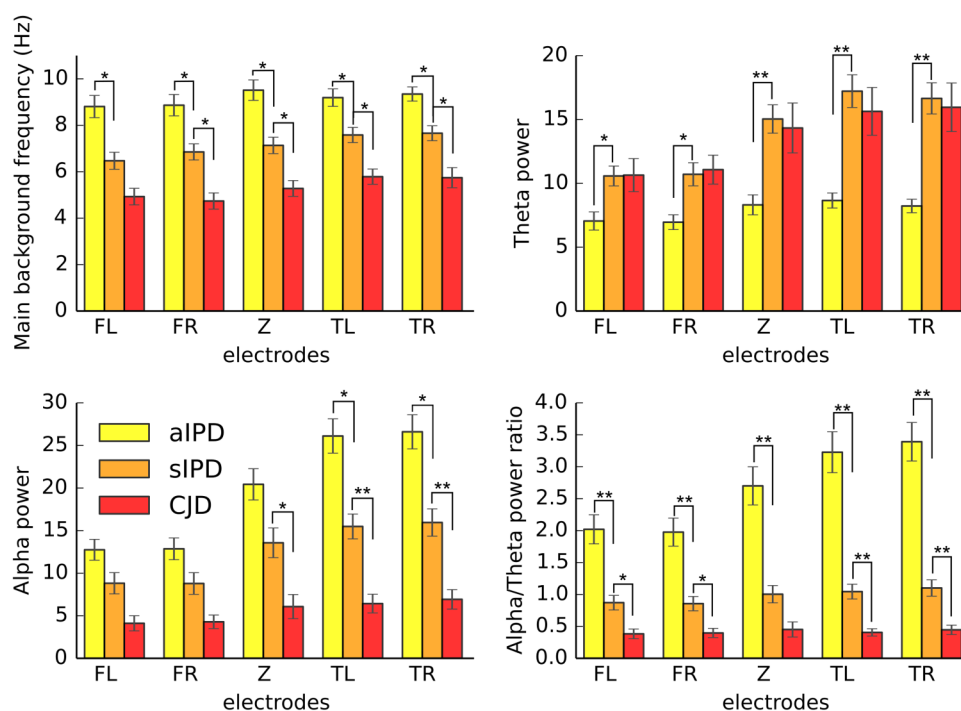 Main background frequency (Hz)
10
8
6
4
2
0
* * * * * * * * *
FL FR Z TL TR
electrodes
Theta power
20
15
10
5
0
* * ** ** **
FL FR Z TL TR
electrodes
Alpha power
30
25
20
15
10
5
0
aIPD
sIPD
CJD
* * * ** **
FL FR Z TL TR
electrodes
Alpha/Theta power ratio
4.0
3.5
3.0
2.5
2.0
1.5
1.0
0.5
0.0
** * ** * ** ** ** ** **
FL FR Z TL TR
electrodes